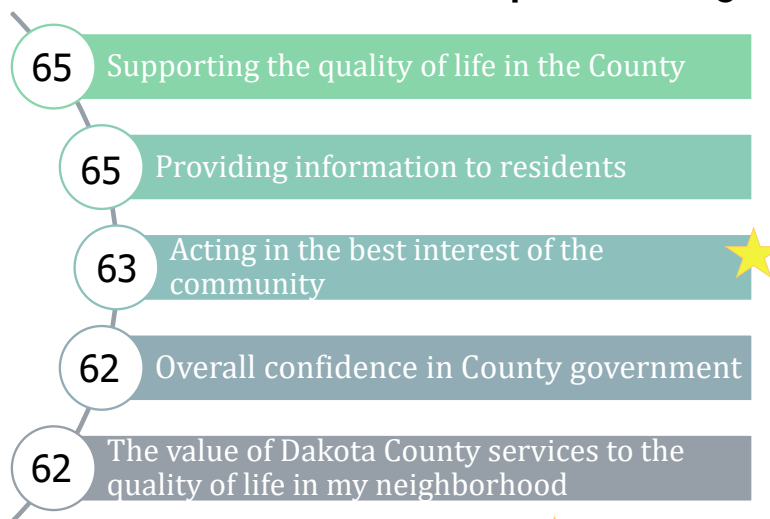 65 Supporting the quality of life in the County
65 Providing information to residents
63 Acting in the best interest of the
community
62 Overall confidence in County government
62 The value of Dakota County services to the
quality of life in my neighborhood